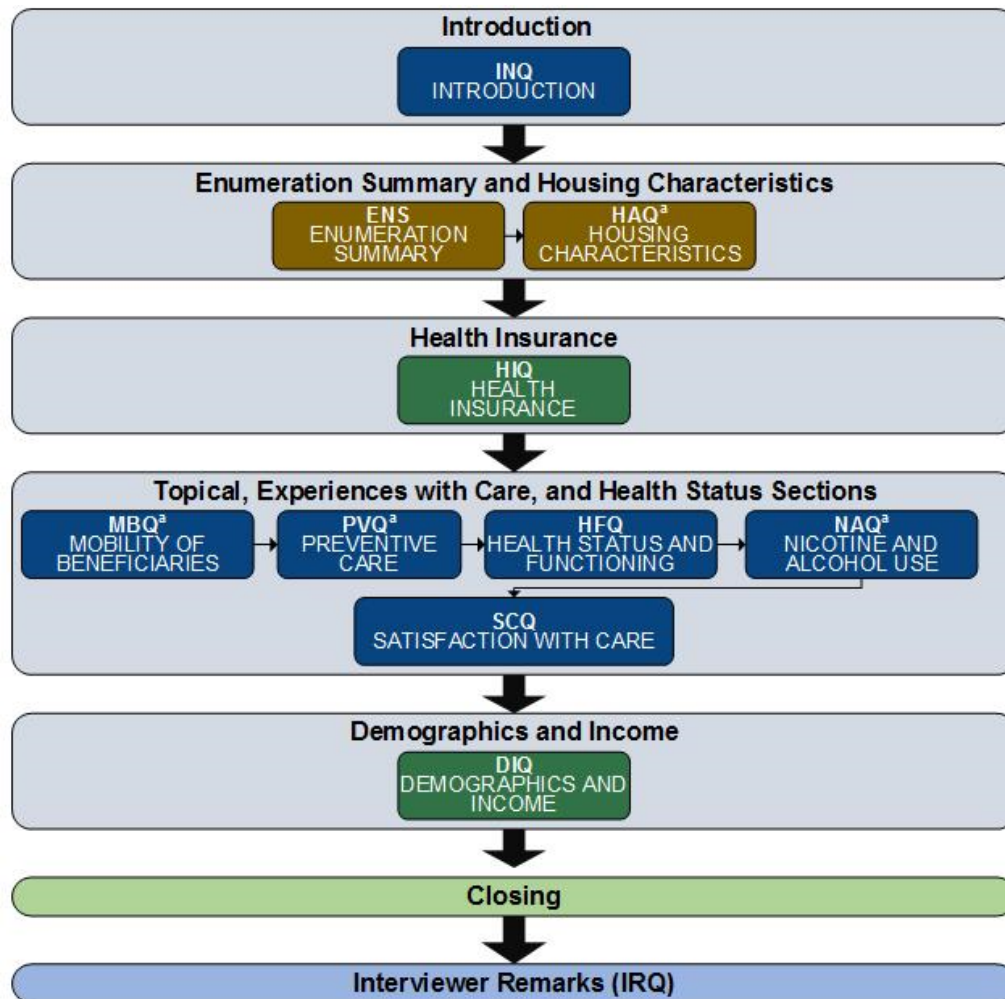 Introduction
INQ
INTRODUCTION
Enumeration Summary and Housing Characteristics
ENS
ENUMERATION
SUMMARY
HAQª
HOUSING
CHARACTERISTICS
Health Insurance
HIQ
HEALTH
INSURANCE
Topical, Experiences with Care, and Health Status Sections
MBQª
MOBILITY OF
BENEFICIARIES
PVQª
PREVENTIVE
CARE
HFQ
HEALTH STATUS AND
FUNCTIONING
NAQª
NICOTINE AND
ALCOHOL USE
SCQ
SATISFACTION WITH CARE
Demographics and Income
DIQ
DEMOGRAPHICS AND
INCOME
Closing
Interviewer Remarks (IRQ)